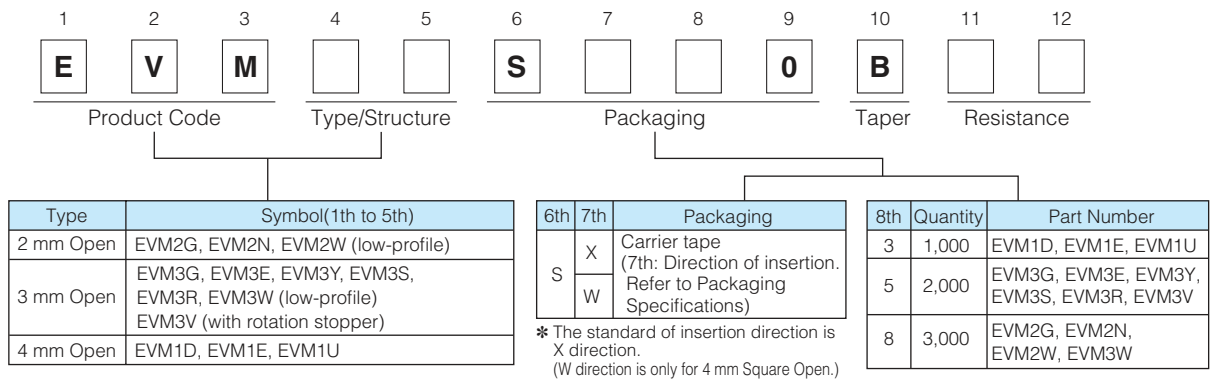 1 2 3 4 5 6 7 8 9 10 11 12
E V M S 0 B
Product Code Type/Structure Packaging Taper Resistance
Type Symbol(1th to 5th)
2 mm Open EVM2G, EVM2N, EVM2W (low-profile)
3 mm Open EVM3G, EVM3E, EVM3Y, EVM3S,
EVM3R, EVM3W (low-profile)
EVM3V (with rotation stopper)
4 mm Open EVM1D, EVM1E, EVM1U
6th 7th Packaging
S X W Carrier tape
(7th: Direction of insertion.
Refer to Packaging
Specifications)
✽ The standard of insertion direction is
X direction.
(W direction is only for 4 mm Square Open.)
8th Quantity Part Number
3 1,000 EVM1D, EVM1E, EVM1U
5 2,000 EVM3G, EVM3E, EVM3Y,
EVM3S, EVM3R, EVM3V
8 3,000 EVM2G, EVM2N,
EVM2W, EVM3W